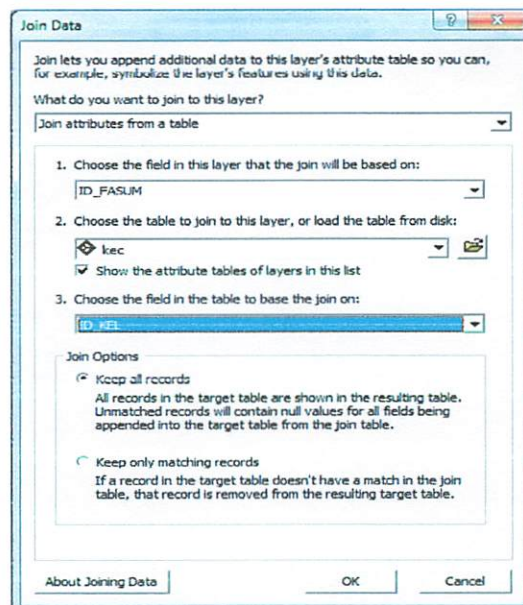 Join Data
Join lets you append additional data to this layer's attribute table so you can,
for example, symbolize the layer's features using this data.
What do you want to join to this layer?
Join attributes from a table
1. Choose the field in this layer that the join will be based on:
ID_FASUM
2. Choose the table to join to this layer, or load the table from disk:
kec
Show the attribute tables of layers in this list
3. Choose the field in the table to base the join on:
ID_KEL
Join Options
Keep all records
All records in the target table are shown in the resulting table.
Unmatched records will contain null values for all fields being
appended into the target table from the join table.
Keep only matching records
If a record in the target table doesn't have a match in the join
table, that record is removed from the resulting target table.
About Joining Data
OK
Cancel